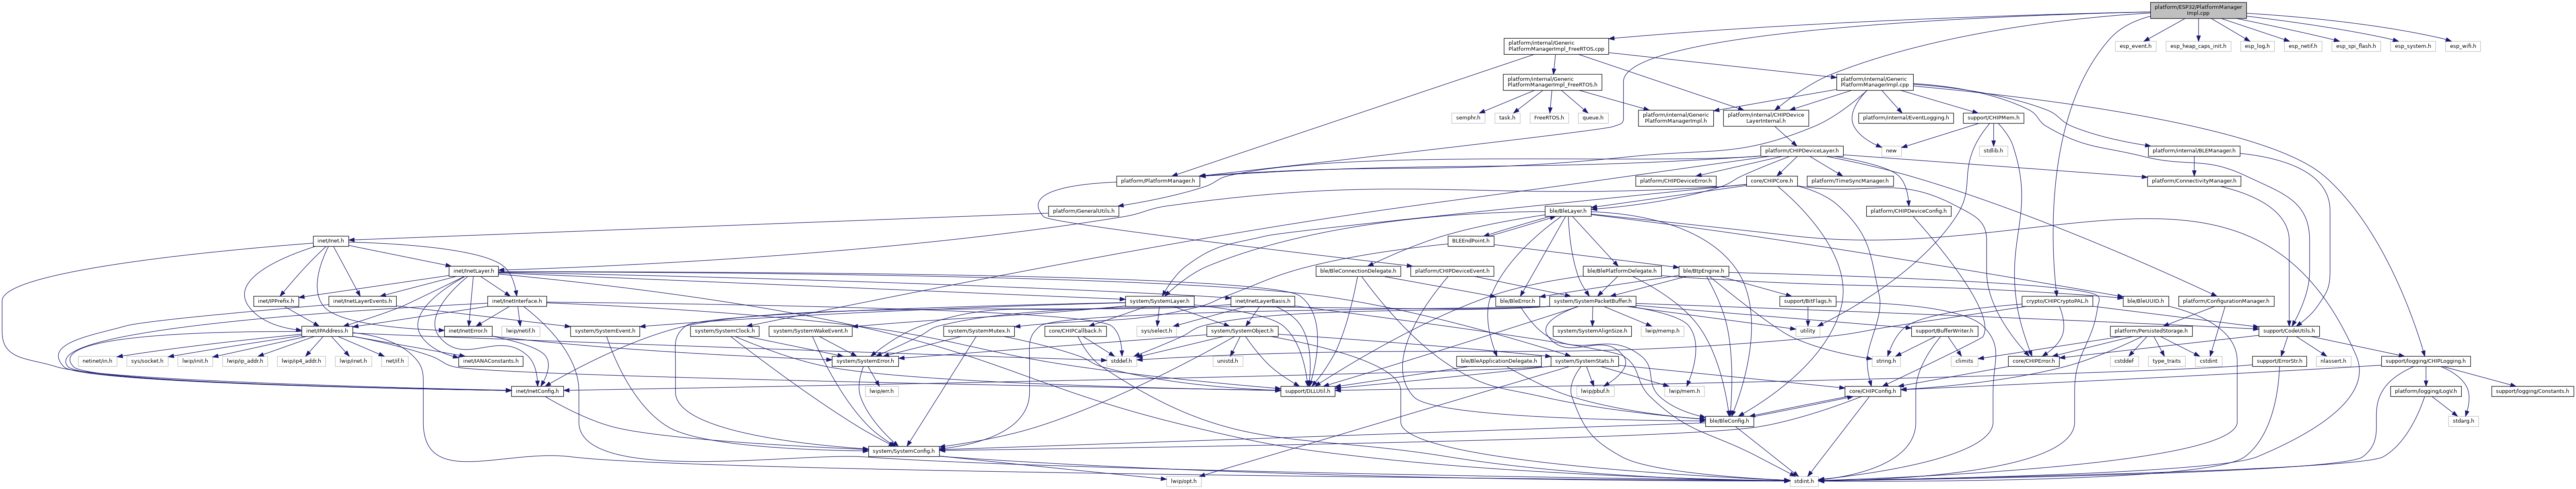 platform/ESP32/PlatformManager
Impl.cpp
platform/internal/Generic
PlatformManagerImpl_FreeRTOS.cpp
esp_event.h
esp_heap_caps_init.h
esp_log.h
esp_netif.h
esp_spi_flash.h
esp_system.h
esp_wifi.h
platform/internal/Generic
PlatformManagerImpl_FreeRTOS.h
platform/internal/Generic
PlatformManagerImpl.cpp
semphr.h
task.h
FreeRTOS.h
queue.h
platform/internal/Generic
PlatformManagerImpl.h
platform/internal/CHIPDevice
LayerInternal.h
platform/internal/EventLogging.h
support/CHIPMem.h
platform/CHIPDeviceLayer.h
new
stdlib.h
platform/internal/BLEManager.h
platform/PlatformManager.h
platform/CHIPDeviceError.h
core/CHIPCore.h
platform/TimeSyncManager.h
platform/ConnectivityManager.h
platform/GeneralUtils.h
ble/BleLayer.h
platform/CHIPDeviceConfig.h
inet/Inet.h
BLEEndPoint.h
inet/InetLayer.h
ble/BleConnectionDelegate.h
platform/CHIPDeviceEvent.h
ble/BlePlatformDelegate.h
ble/BtpEngine.h
inet/IPPrefix.h
inet/InetLayerEvents.h
inet/InetInterface.h
system/SystemLayer.h
inet/InetLayerBasis.h
ble/BleError.h
system/SystemPacketBuffer.h
support/BitFlags.h
crypto/CHIPCryptoPAL.h
ble/BleUUID.h
platform/ConfigurationManager.h
inet/IPAddress.h
inet/InetError.h
lwip/netif.h
system/SystemEvent.h
system/SystemClock.h
system/SystemWakeEvent.h
system/SystemMutex.h
core/CHIPCallback.h
sys/select.h
system/SystemObject.h
system/SystemAlignSize.h
lwip/memp.h
utility
support/BufferWriter.h
platform/PersistedStorage.h
support/CodeUtils.h
netinet/in.h
sys/socket.h
lwip/init.h
lwip/ip_addr.h
lwip/ip4_addr.h
lwip/inet.h
net/if.h
inet/IANAConstants.h
system/SystemError.h
stddef.h
unistd.h
ble/BleApplicationDelegate.h
system/SystemStats.h
string.h
climits
core/CHIPError.h
cstddef
type_traits
cstdint
support/ErrorStr.h
nlassert.h
support/logging/CHIPLogging.h
inet/InetConfig.h
lwip/err.h
support/DLLUtil.h
lwip/pbuf.h
lwip/mem.h
core/CHIPConfig.h
platform/logging/LogV.h
support/logging/Constants.h
ble/BleConfig.h
stdarg.h
system/SystemConfig.h
lwip/opt.h
stdint.h